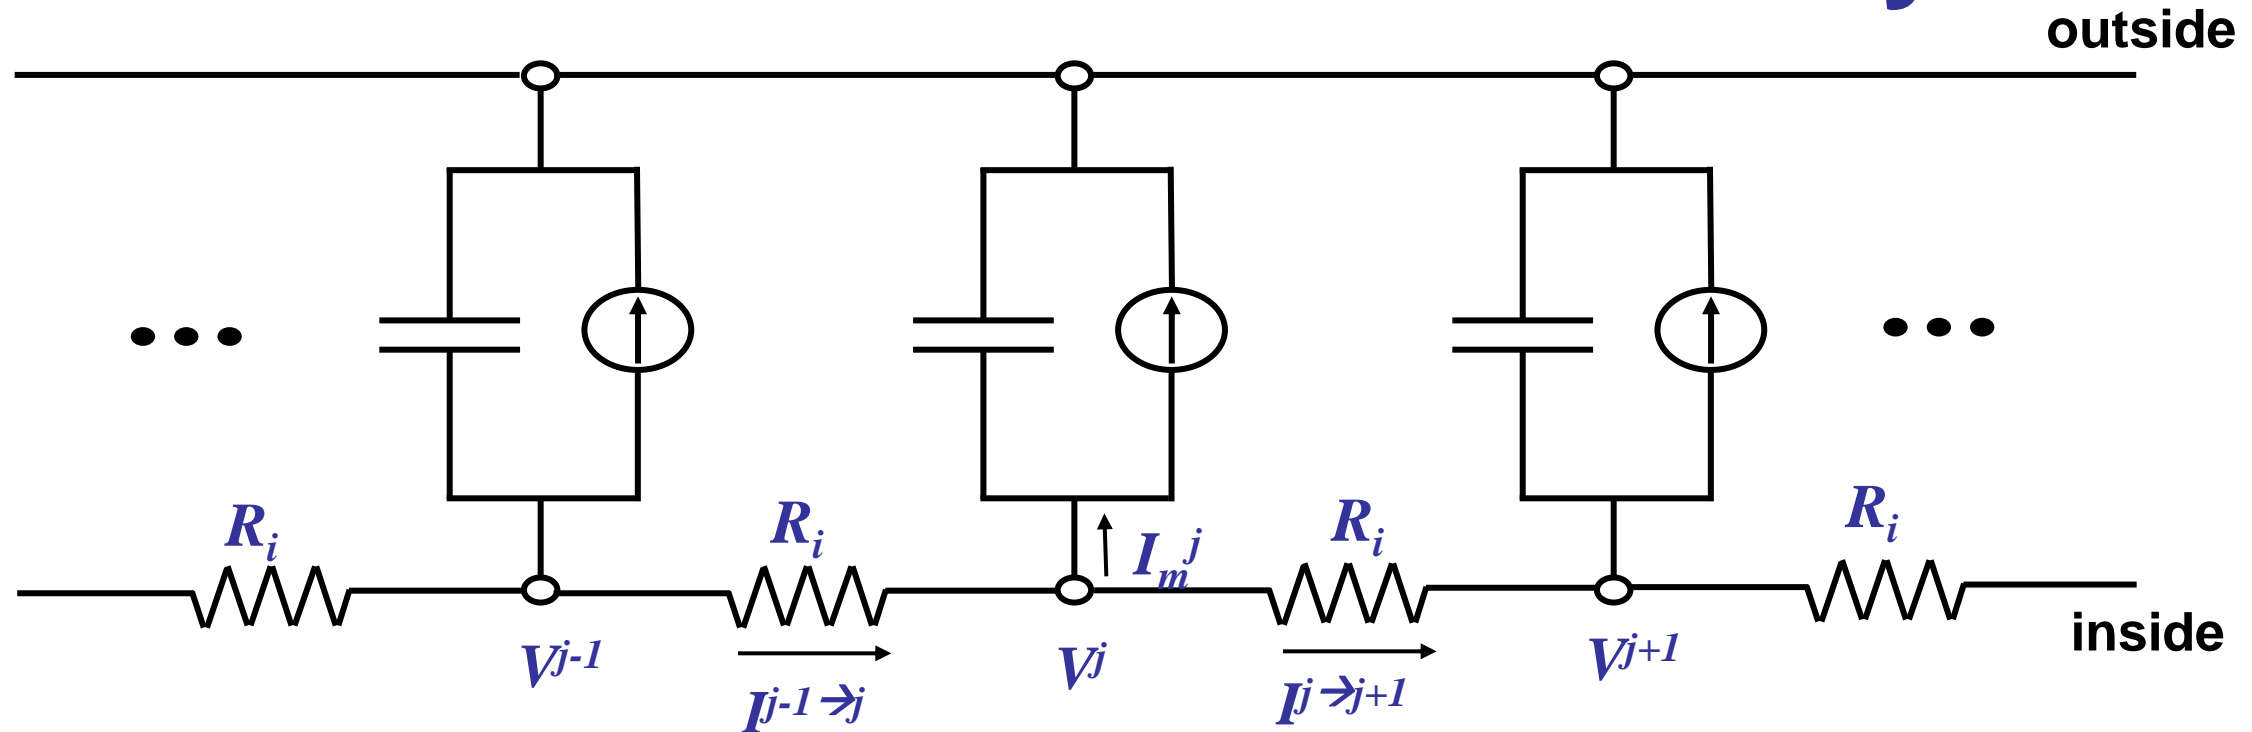 outside
R_i
R_i
I_m^j
R_i
R_i
V^{j-1}
V^j
V^{j+1}
inside
I^{j-1→j}
I^{j→j+1}